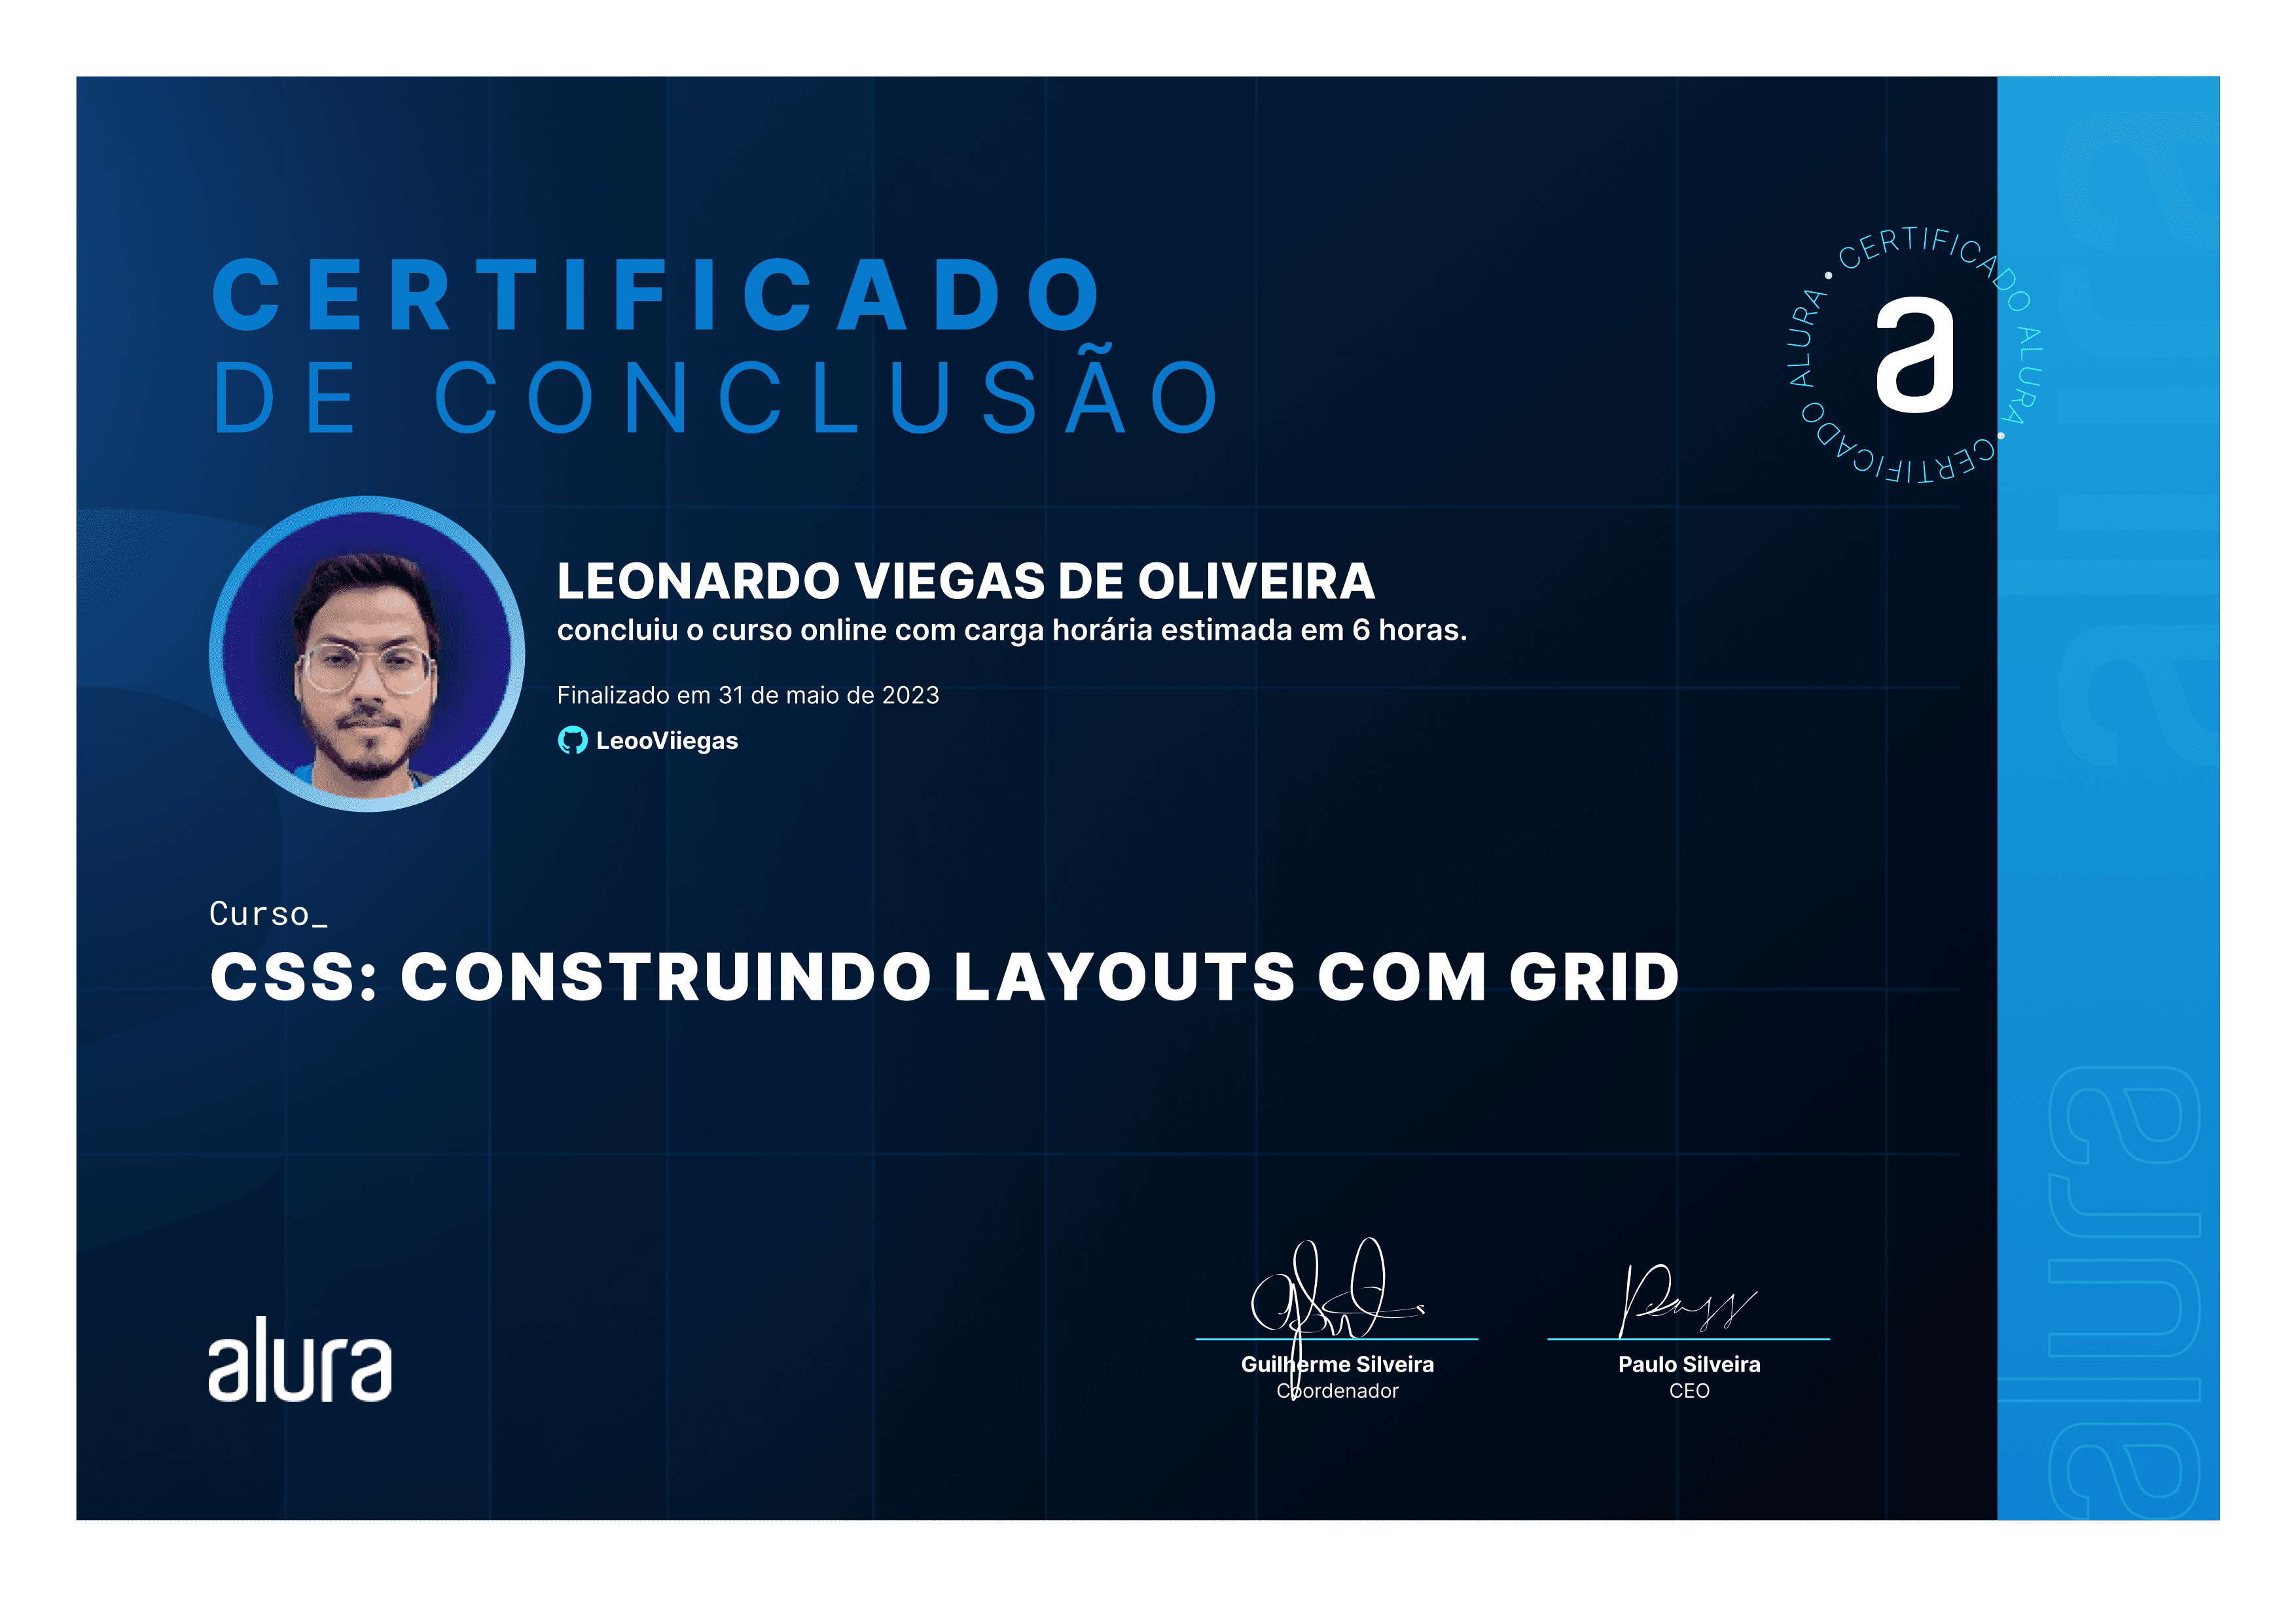 CERTIFICADO
DE CONCLUSÃO
CERTIFICADO ALURA • CERTIFICADO ALURA •
a
LEONARDO VIEGAS DE OLIVEIRA
concluiu o curso online com carga horária estimada em 6 horas.
Finalizado em 31 de maio de 2023
LeooViiegas
Curso_
CSS: CONSTRUINDO LAYOUTS COM GRID
alura
Guilherme Silveira
Coordenador
Paulo Silveira
CEO
alura
alura